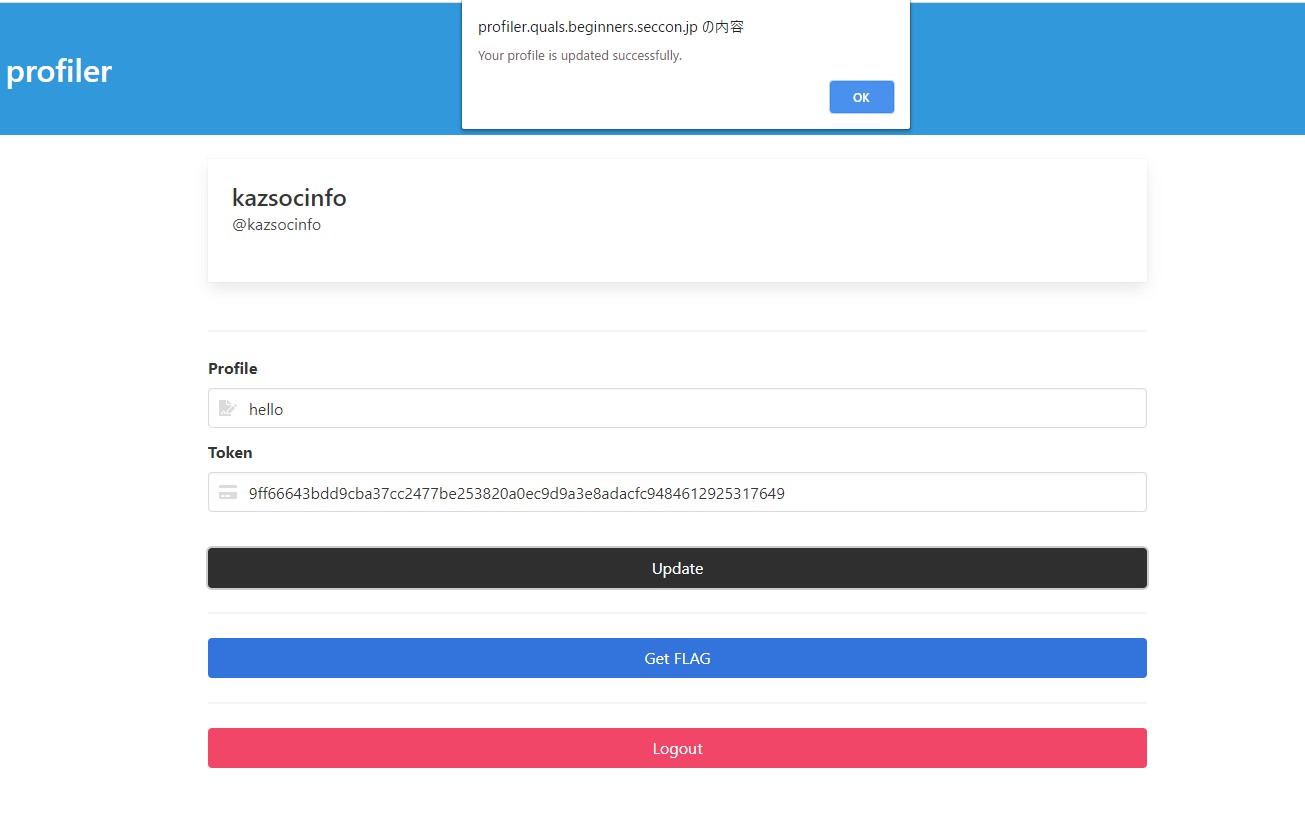 profiler.quals.beginners.seccon.jp の内容
Your profile is updated successfully.
OK
profiler
kazsocinfo
@kazsocinfo
Profile
hello
Token
9ff66643bdd9cba37cc2477be253820a0ec9d9a3e8adacfc9484612925317649
Update
Get FLAG
Logout